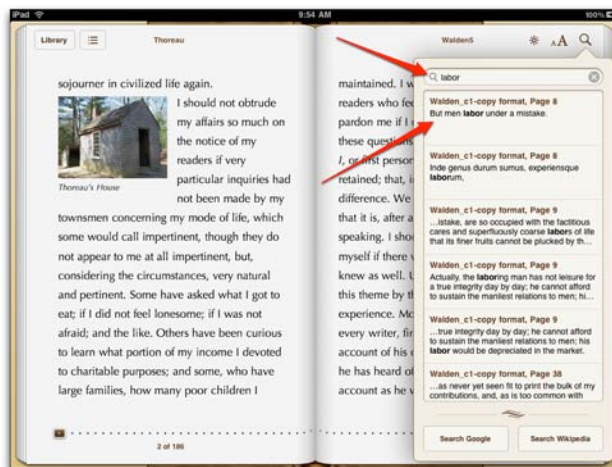 iPad
9:54 AM
100%
Library
Thoreau
Walden5
AA
sojourner in civilized life again.
I should not obtrude
my affairs so much on
the notice of my
readers if very
particular inquiries had
not been made by my
Thoreau's House
townsmen concerning my mode of life, which
some would call impertinent, though they do
not appear to me at all impertinent, but,
considering the circumstances, very natural
and pertinent. Some have asked what I got to
eat; if I did not feel lonesome; if I was not
afraid; and the like. Others have been curious
to learn what portion of my income I devoted
to charitable purposes; and some, who have
large families, how many poor children I
2 of 186
maintained. I w
readers who fee
pardon me if I
these questions
I, or first person
retained; that, i
difference. We
that it is, after a
speaking. I shou
myself if there
knew as well. U
this theme by th
experience. Mo
every writer, fir
account of his
he has heard of
account as he w
labor
Walden_c1-copy format, Page 8
But men labor under a mistake.
Walden_c1-copy format, Page 8
Inde genus durum sumus, experiensque
laborum,
Walden_c1-copy format, Page 9
...istake, are so occupied with the factitious
cares and superfluously coarse labors of life
that its finer fruits cannot be plucked by th...
Walden_c1-copy format, Page 9
Actually, the laboring man has not leisure for
a true integrity day by day; he cannot afford
to sustain the manliest relations to men; hi...
Walden_c1-copy format, Page 9
...true integrity day by day; he cannot afford
to sustain the manliest relations to men; his
labor would be depreciated in the market.
Walden_c1-copy format, Page 38
...as never yet seen fit to print the bulk of my
contributions, and, as is too common with
Search Google
Search Wikipedia